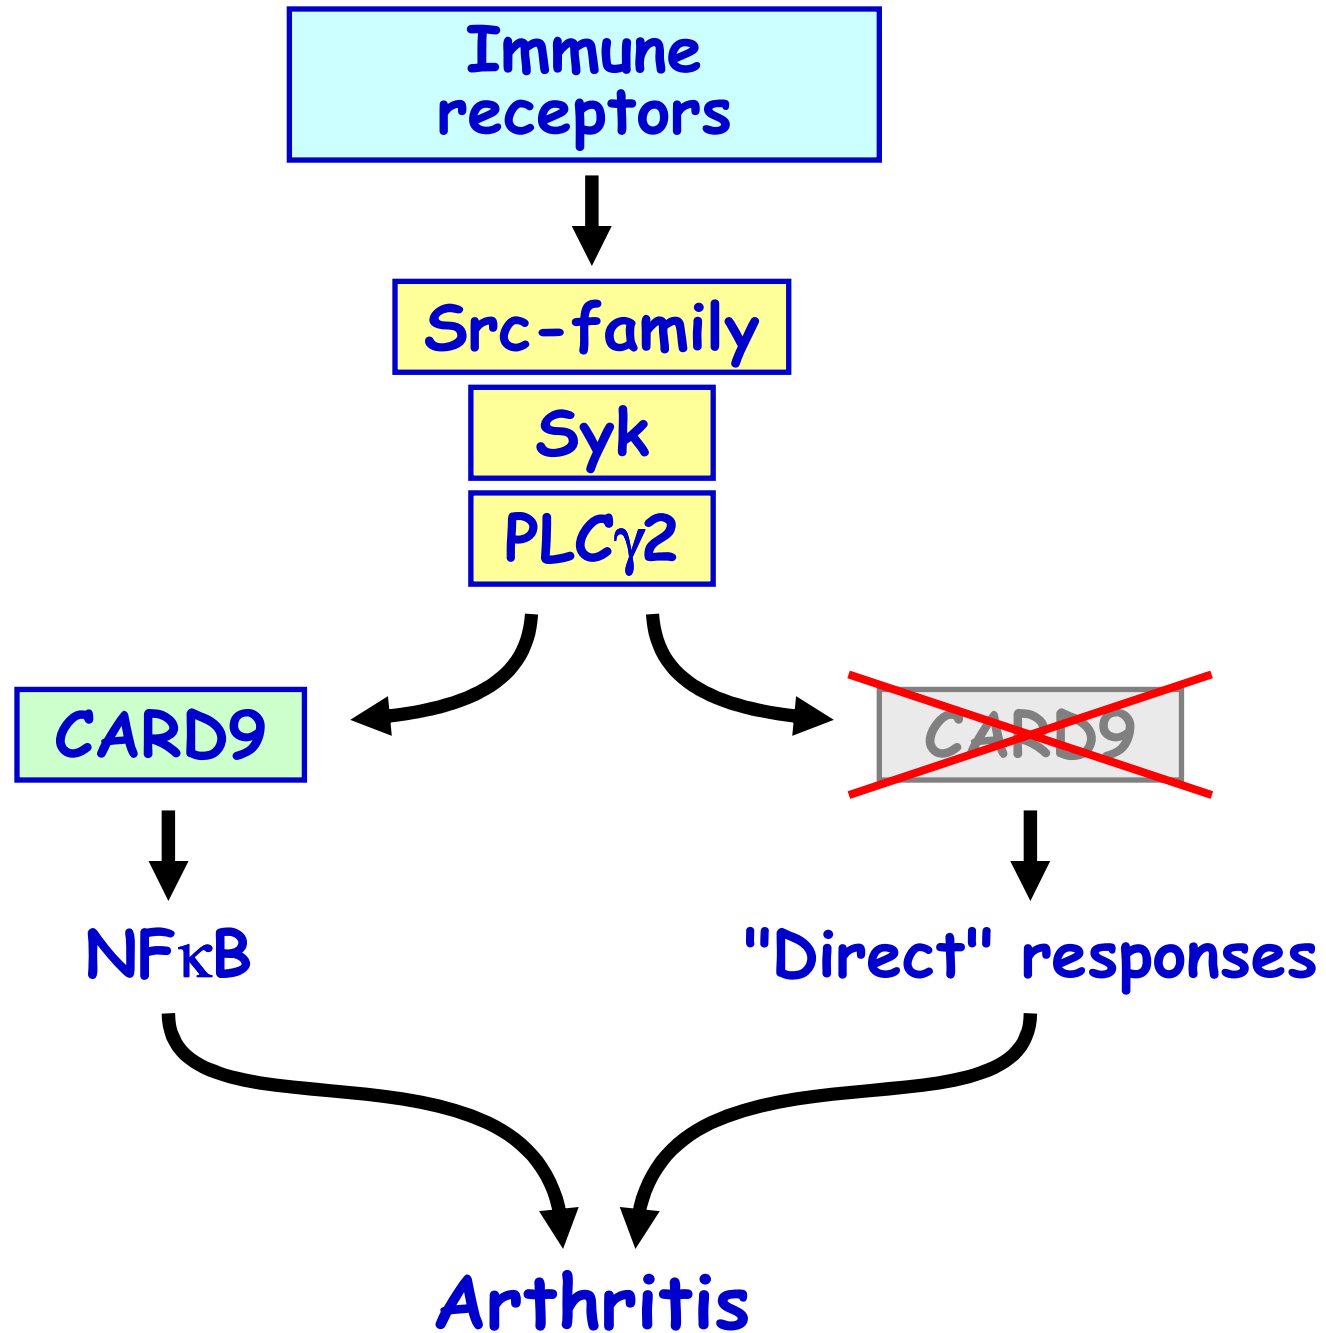 Immune
receptors
Src-family
Syk
PLCγ2
CARD9
CARD9
NFκB
"Direct" responses
Arthritis